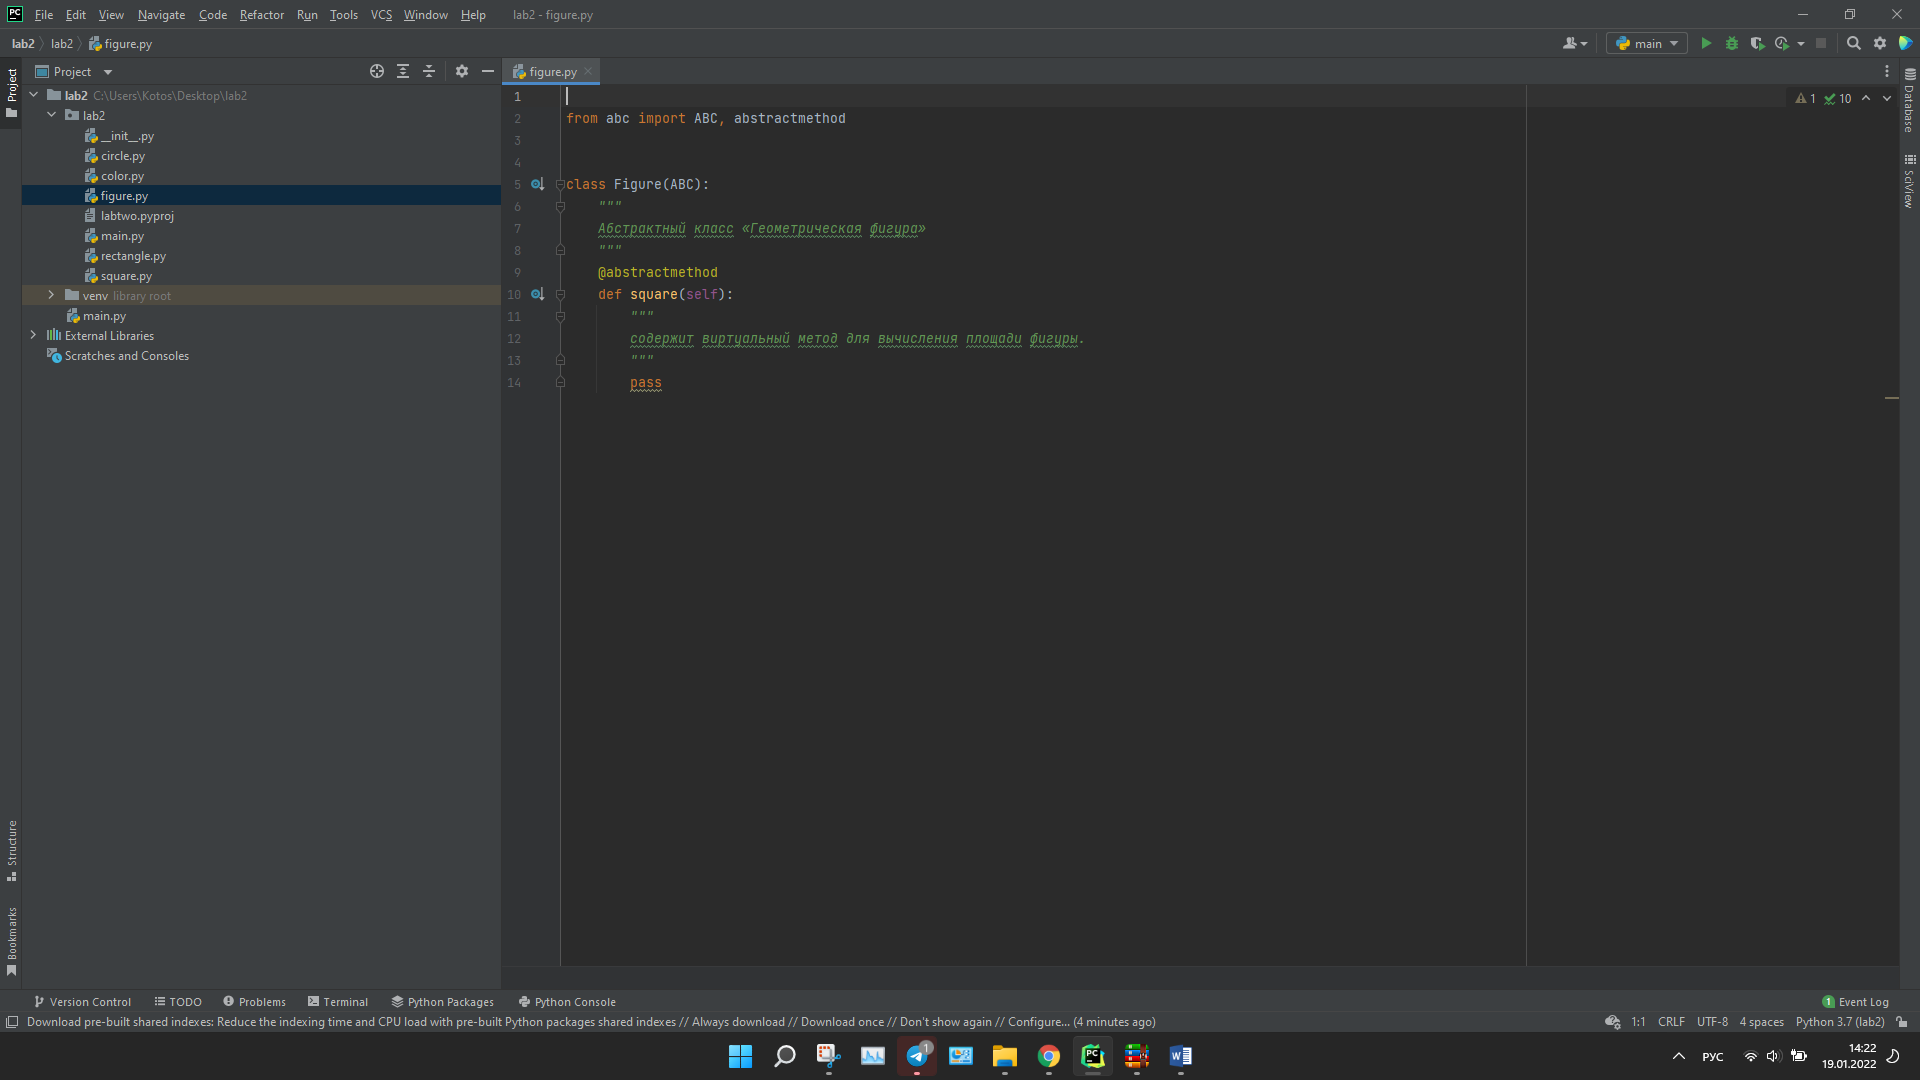 PC File Edit View Navigate Code Refactor Run Tools VCS Window Help lab2 - figure.py
lab2 lab2 figure.py main
Project
Project
figure.py
lab2 C:\Users\Kotos\Desktop\lab2
lab2
__init__.py
circle.py
color.py
figure.py
labtwo.pyproj
main.py
rectangle.py
square.py
venv library root
main.py
External Libraries
Scratches and Consoles
1
2 from abc import ABC, abstractmethod
3
4
5 class Figure(ABC):
6 """
7 Абстрактный класс «Геометрическая фигура»
8 """
9 @abstractmethod
10 def square(self):
11 """
12 содержит виртуальный метод для вычисления площади фигуры.
13 """
14 pass
1 10
Database
SciView
Structure
Bookmarks
Version Control TODO Problems Terminal Python Packages Python Console 1 Event Log
Download pre-built shared indexes: Reduce the indexing time and CPU load with pre-built Python packages shared indexes // Always download // Download once // Don't show again // Configure... (4 minutes ago) 1:1 CRLF UTF-8 4 spaces Python 3.7 (lab2)
1 PC W РУС 14:22
19.01.2022